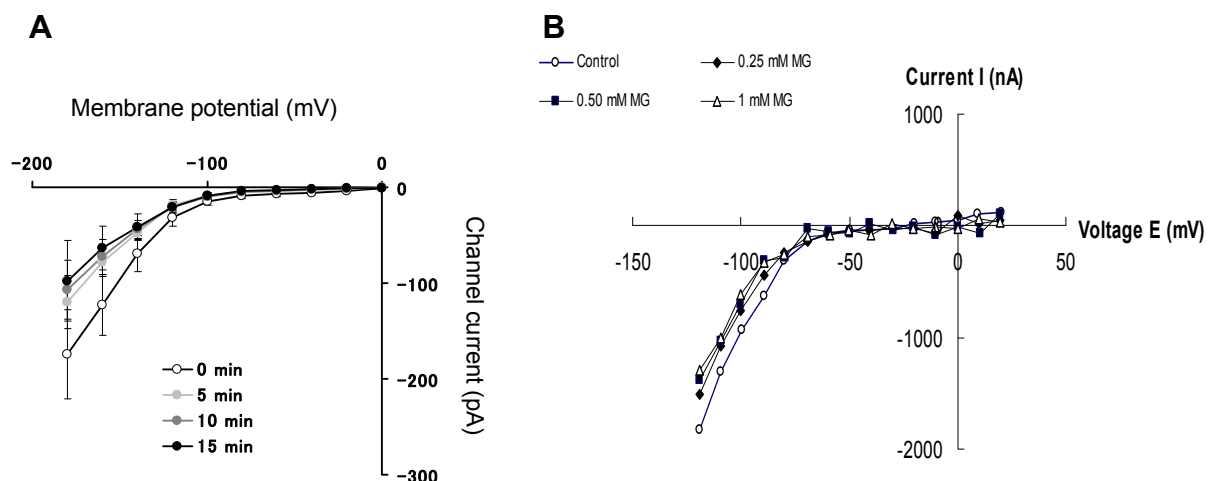 A
Membrane potential (mV)
-200 -100 0
0
-100
-200
-300
Channel current (pA)
0 min
5 min
10 min
15 min
B
Control 0.25 mM MG
0.50 mM MG 1 mM MG
Current I (nA)
1000
Voltage E (mV)
-150 -100 -50 0 50
-1000
-2000